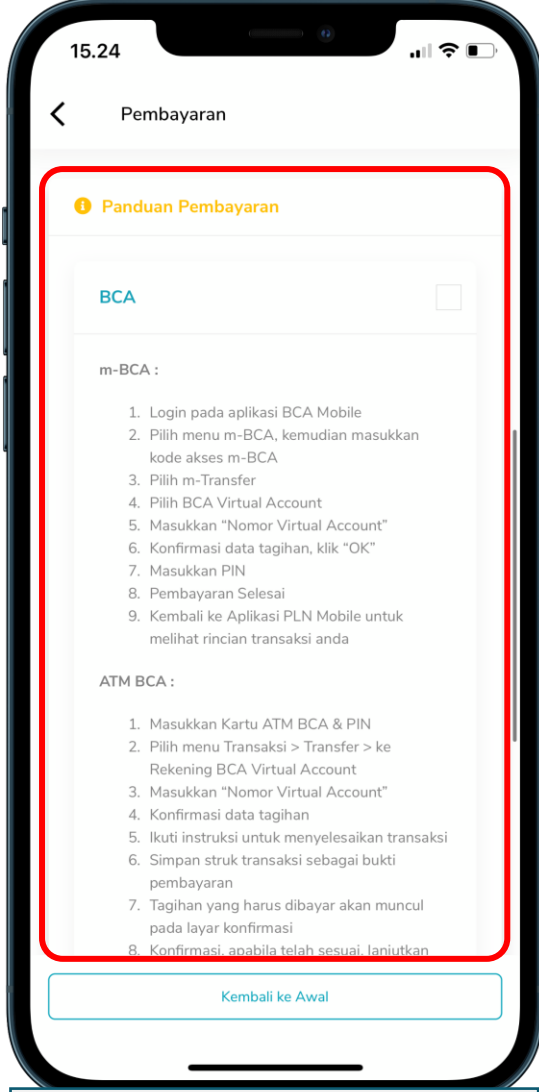 15.24
Pembayaran
Panduan Pembayaran
BCA
m-BCA :
1. Login pada aplikasi BCA Mobile
2. Pilih menu m-BCA, kemudian masukkan
kode akses m-BCA
3. Pilih m-Transfer
4. Pilih BCA Virtual Account
5. Masukkan “Nomor Virtual Account”
6. Konfirmasi data tagihan, klik “OK”
7. Masukkan PIN
8. Pembayaran Selesai
9. Kembali ke Aplikasi PLN Mobile untuk
melihat rincian transaksi anda
ATM BCA :
1. Masukkan Kartu ATM BCA & PIN
2. Pilih menu Transaksi > Transfer > ke
Rekening BCA Virtual Account
3. Masukkan “Nomor Virtual Account”
4. Konfirmasi data tagihan
5. Ikuti instruksi untuk menyelesaikan transaksi
6. Simpan struk transaksi sebagai bukti
pembayaran
7. Tagihan yang harus dibayar akan muncul
pada layar konfirmasi
8. Konfirmasi, apabila telah sesuai, lanjutkan
Kembali ke Awal